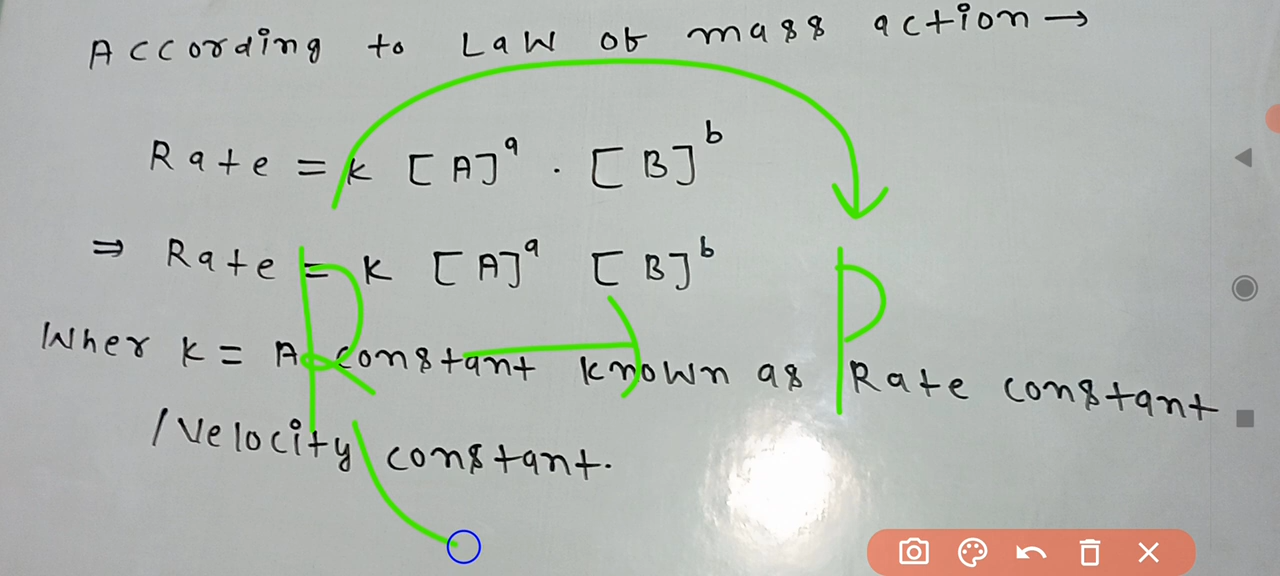 According to Law of mass action →
Rate = k [A]ᵃ . [B]ᵇ
⇒ Rate = K [A]ᵃ [B]ᵇ
Wher K = A constant known as Rate constant
/Velocity constant.
R → P